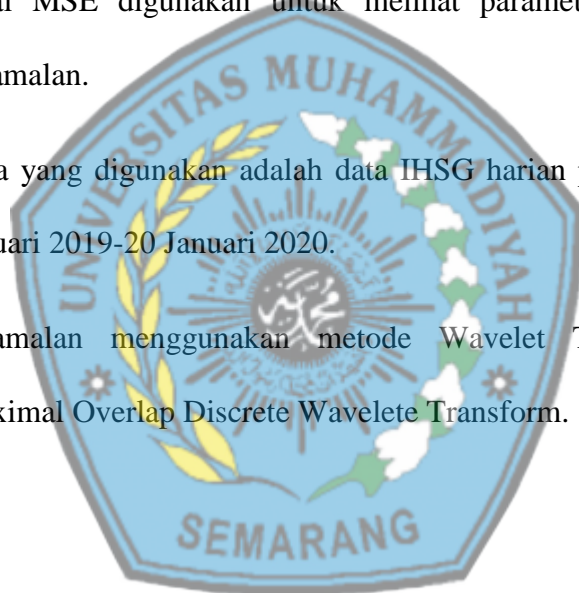 MSE digunakan untuk melihat paramet
amalan.
yang digunakan adalah data IHSG harian
uari 2019-20 Januari 2020.
amalan menggunakan metode Wavelet T
ximal Overlap Discrete Wavelete Transform.
UNIVERSITAS MUHAMMADIYAH
SEMARANG